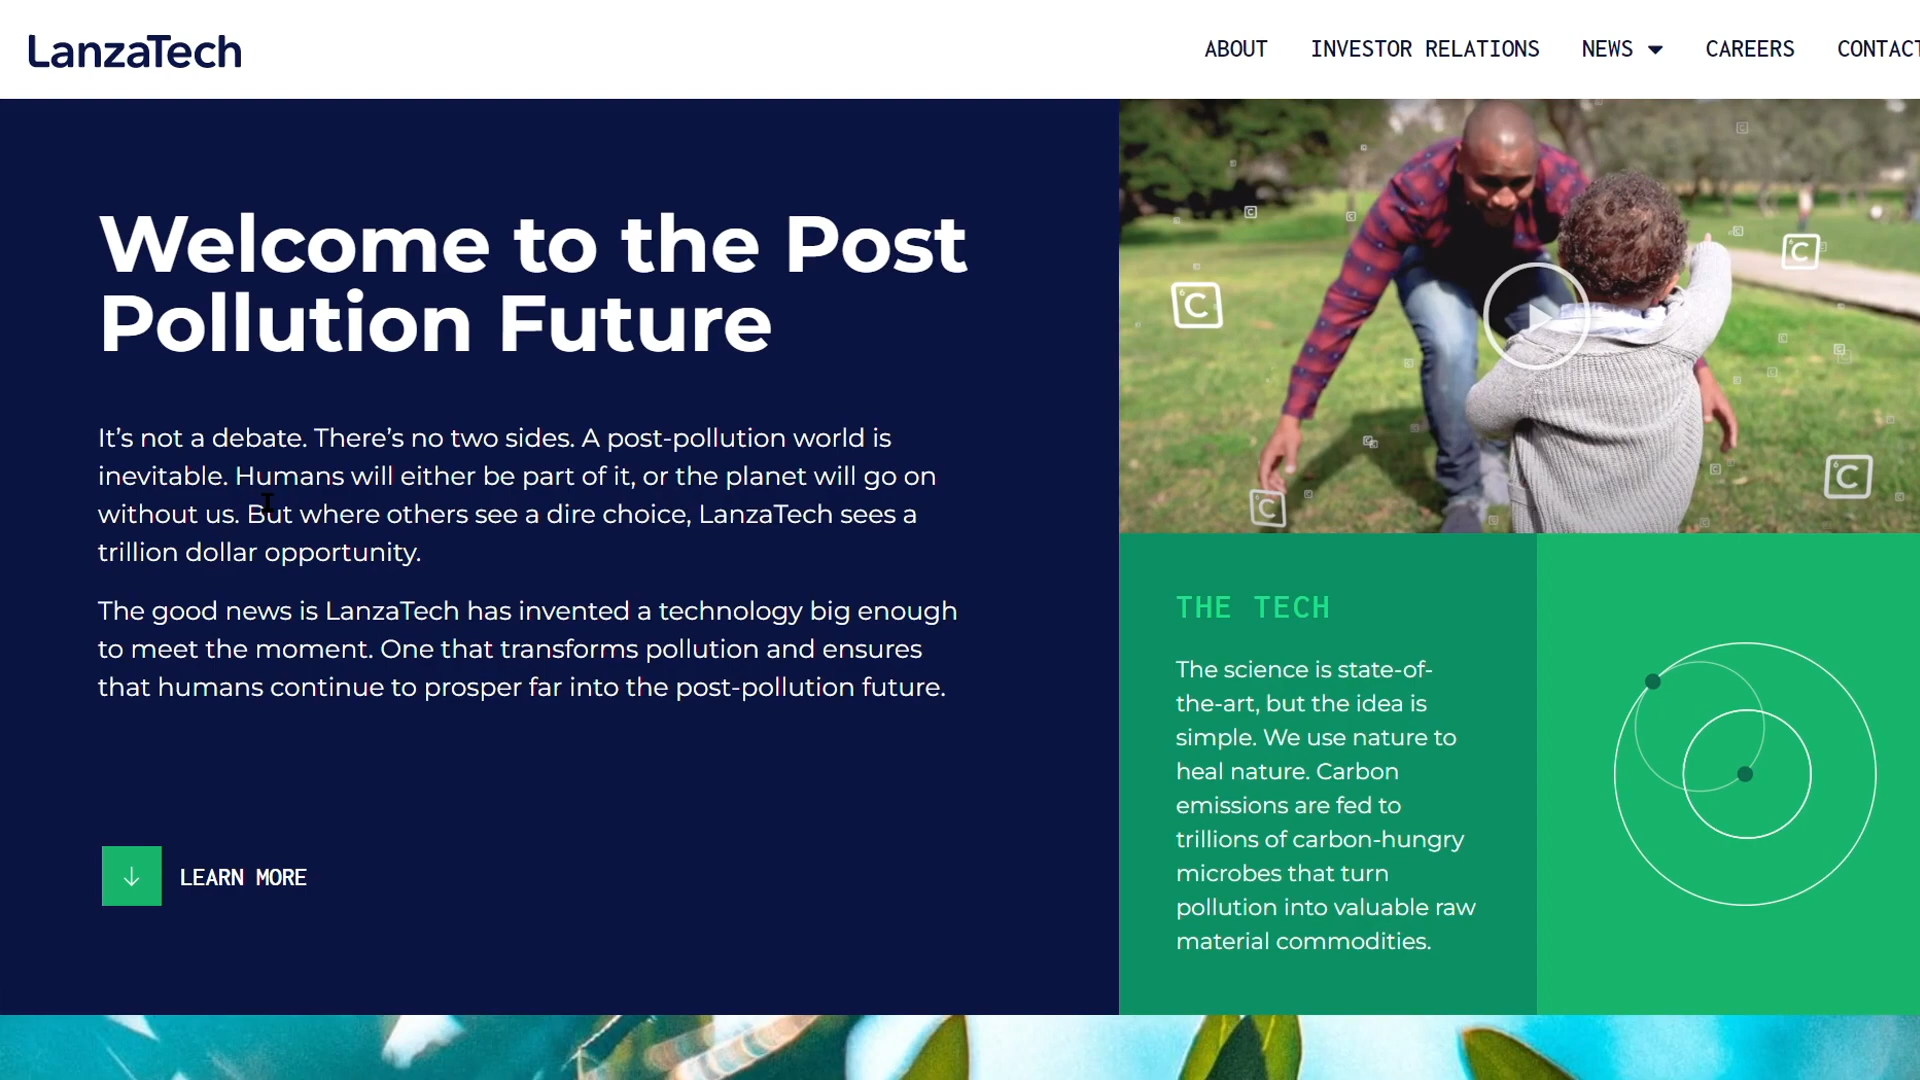 LanzaTech
ABOUT INVESTOR RELATIONS NEWS CAREERS CONTACT
Welcome to the Post
Pollution Future
It’s not a debate. There’s no two sides. A post-pollution world is
inevitable. Humans will either be part of it, or the planet will go on
without us. But where others see a dire choice, LanzaTech sees a
trillion dollar opportunity.
The good news is LanzaTech has invented a technology big enough
to meet the moment. One that transforms pollution and ensures
that humans continue to prosper far into the post-pollution future.
LEARN MORE
C
C
C
C
THE TECH
The science is state-of-
the-art, but the idea is
simple. We use nature to
heal nature. Carbon
emissions are fed to
trillions of carbon-hungry
microbes that turn
pollution into valuable raw
material commodities.